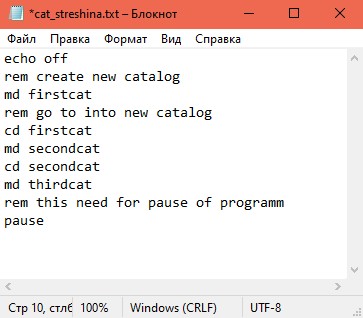 *cat_streshina.txt – Блокнот
Файл Правка Формат Вид Справка
echo off
rem create new catalog
md firstcat
rem go to into new catalog
cd firstcat
md secondcat
cd secondcat
md thirdcat
rem this need for pause of programm
pause
Стр 10, стлб 100% Windows (CRLF) UTF-8